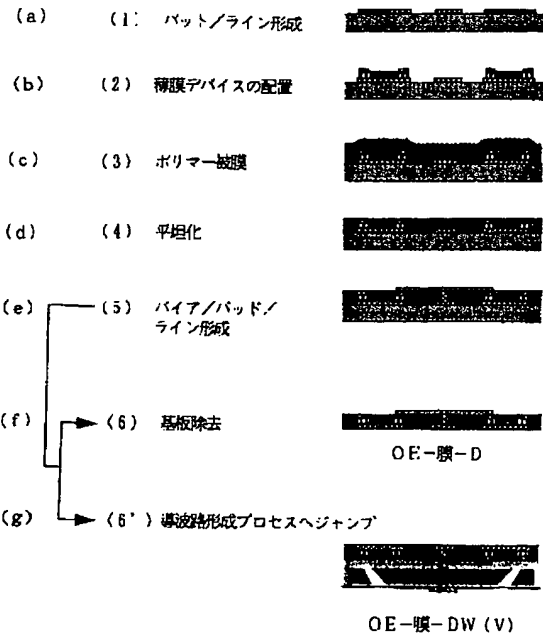 (a) (1) パット/ライン形成
(b) (2) 薄膜デバイスの配置
(c) (3) ポリマー被膜
(d) (4) 平坦化
(e) (5) バイア/パッド/
ライン形成
(f) (6) 基板除去
OE-膜-D
(g) (6') 導波路形成プロセスへジャンプ
OE-膜-DW (V)